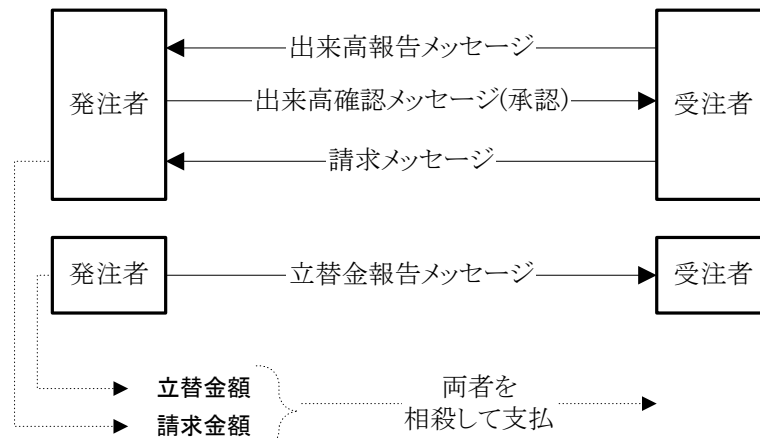 出来高報告メッセージ
発注者
出来高確認メッセージ(承認)
受注者
請求メッセージ
発注者
立替金報告メッセージ
受注者
立替金額
請求金額
両者を
相殺して支払